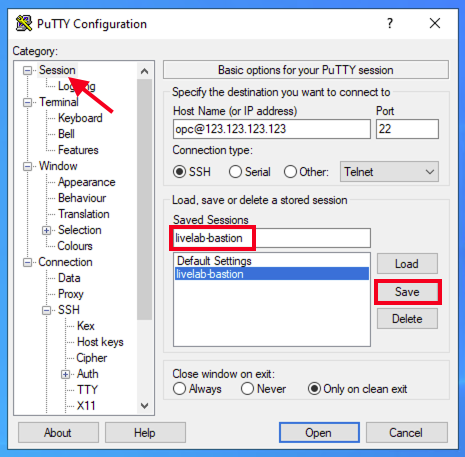 PuTTY Configuration
?
Category:
Session
Logging
Terminal
Keyboard
Bell
Features
Window
Appearance
Behaviour
Translation
Selection
Colours
Connection
Data
Proxy
SSH
Kex
Host keys
Cipher
Auth
TTY
X11
Basic options for your PuTTY session
Specify the destination you want to connect to
Host Name (or IP address) Port
opc@123.123.123.123 22
Connection type:
SSH Serial Other: Telnet
Load, save or delete a stored session
Saved Sessions
livelab-bastion
Default Settings
livelab-bastion
Load
Save
Delete
Close window on exit:
Always Never Only on clean exit
About Help Open Cancel